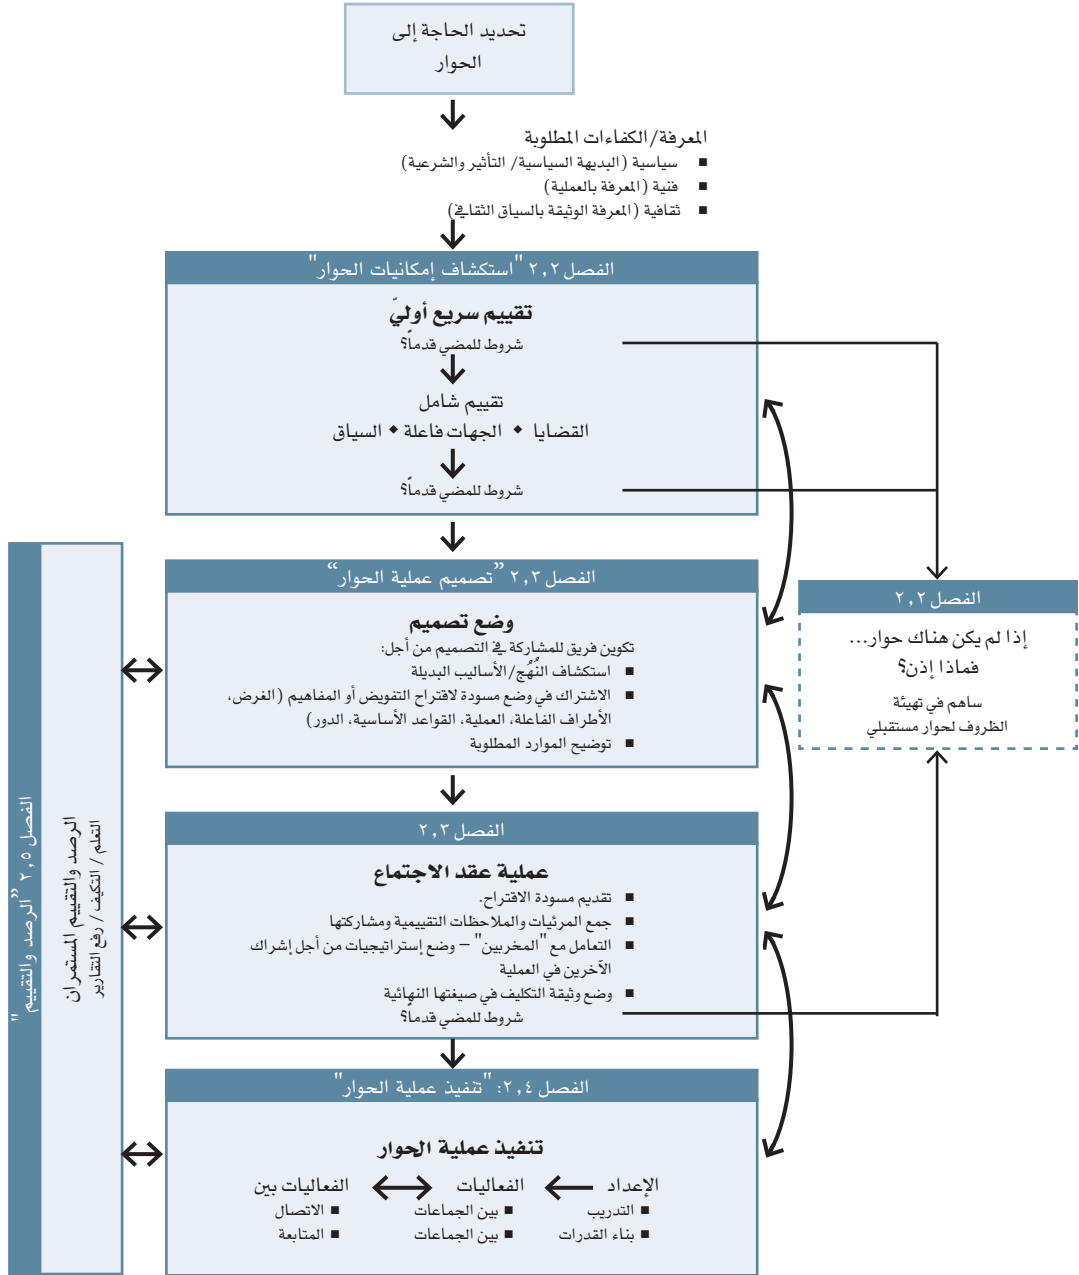 تحديد الحاجة إلى
الحوار
المعرفة/الكفاءات المطلوبة
■ سياسية (البديهة السياسية/ التأثير والشرعية)
■ فنية (المعرفة بالعملية)
■ ثقافية (المعرفة الوثيقة بالسياق الثقافي)
الفصل ٢,٢ "استكشاف إمكانيات الحوار"
تقييم سريع أوليّ
شروط للمضي قدماً؟
تقييم شامل
القضايا ◆ الجهات فاعلة ◆ السياق
شروط للمضي قدماً؟
الفصل ٢,٣ “تصميم عملية الحوار“
وضع تصميم
تكوين فريق للمشاركة في التصميم من أجل:
■ استكشاف النُهُج/الأساليب البديلة
■ الاشتراك في وضع مسودة لاقتراح التفويض أو المفاهيم (الغرض،
الأطراف الفاعلة، العملية، القواعد الأساسية، الدور)
■ توضيح الموارد المطلوبة
الفصل ٢,٢
إذا لم يكن هناك حوار...
فماذا إذن؟
ساهم في تهيئة
الظروف لحوار مستقبلي
الفصل ٢,٣
عملية عقد الاجتماع
■ تقديم مسودة الاقتراح.
■ جمع المرئيات والملاحظات التقييمية ومشاركتها
■ التعامل مع "المخربين" – وضع إستراتيجيات من أجل إشراك
الآخرين في العملية
■ وضع وثيقة التكليف في صيغتها النهائية
شروط للمضي قدماً؟
الفصل ٢,٤: "تنفيذ عملية الحوار"
تنفيذ عملية الحوار
الإعداد
■ التدريب
■ بناء القدرات
الفعاليات
■ بين الجماعات
■ بين الجماعات
الفعاليات بين
■ الاتصال
■ المتابعة
الفصل ٢,٥ “الرصد والتقييم "
الرصد والتقييم المستمران
التعلم / التكيف / رفع التقارير